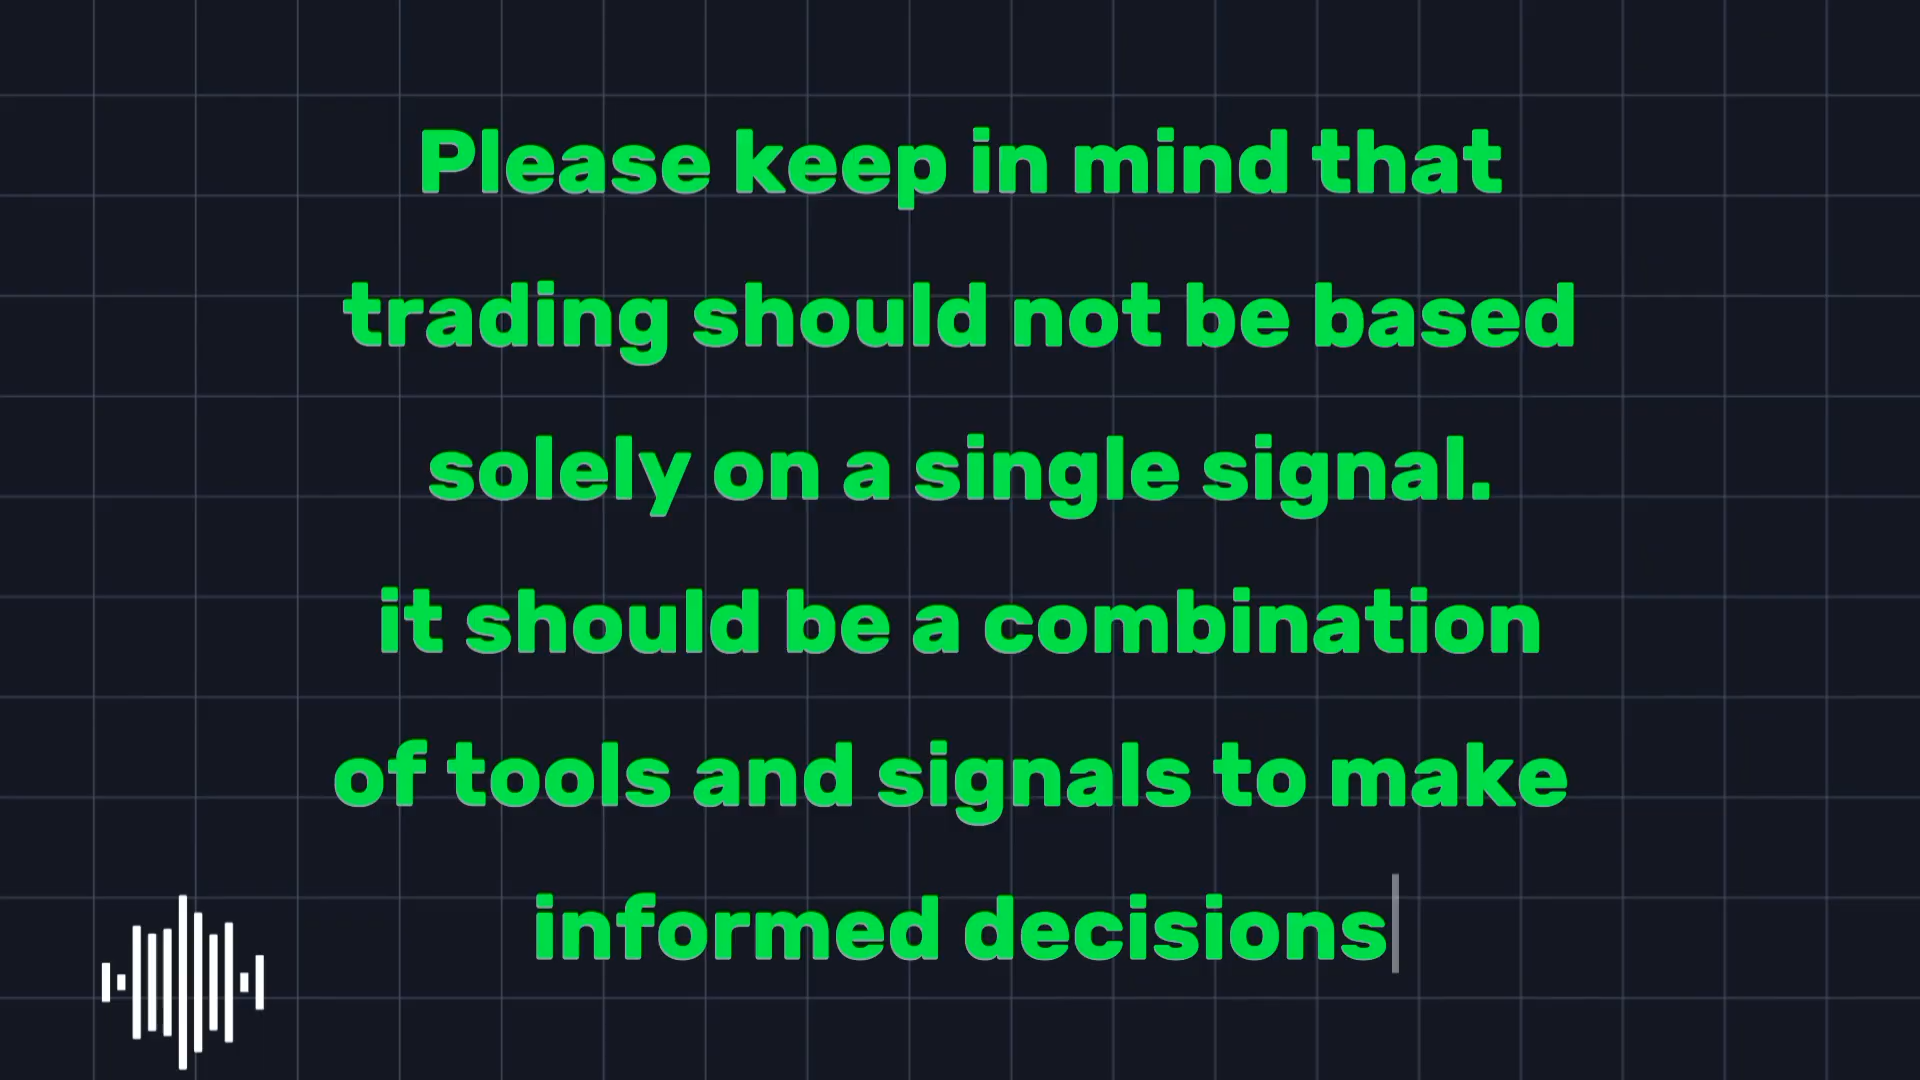 Please keep in mind that
trading should not be based
solely on a single signal.
it should be a combination
of tools and signals to make
informed decisions